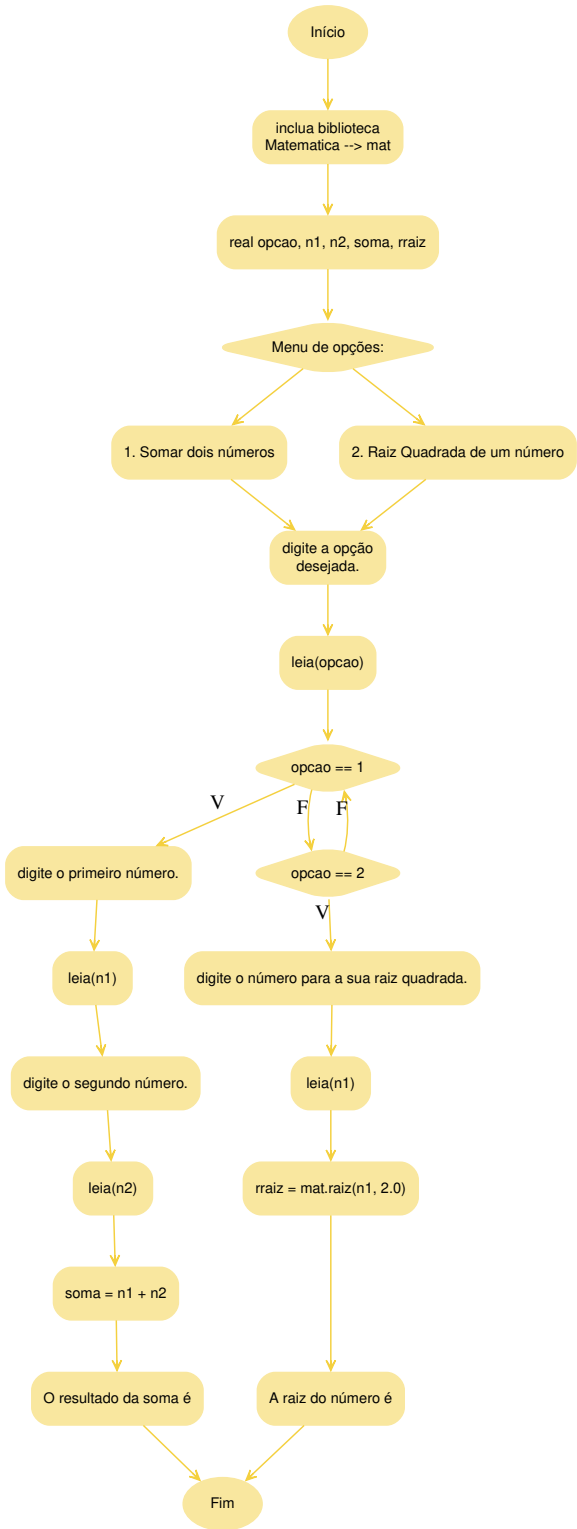 Início
inclua biblioteca
Matematica --> mat
real opcao, n1, n2, soma, rraiz
Menu de opções:
1. Somar dois números
2. Raiz Quadrada de um número
digite a opção
desejada.
leia(opcao)
opcao == 1
V
F
F
digite o primeiro número.
opcao == 2
V
leia(n1)
digite o número para a sua raiz quadrada.
digite o segundo número.
leia(n1)
leia(n2)
rraiz = mat.raiz(n1, 2.0)
soma = n1 + n2
O resultado da soma é
A raiz do número é
Fim